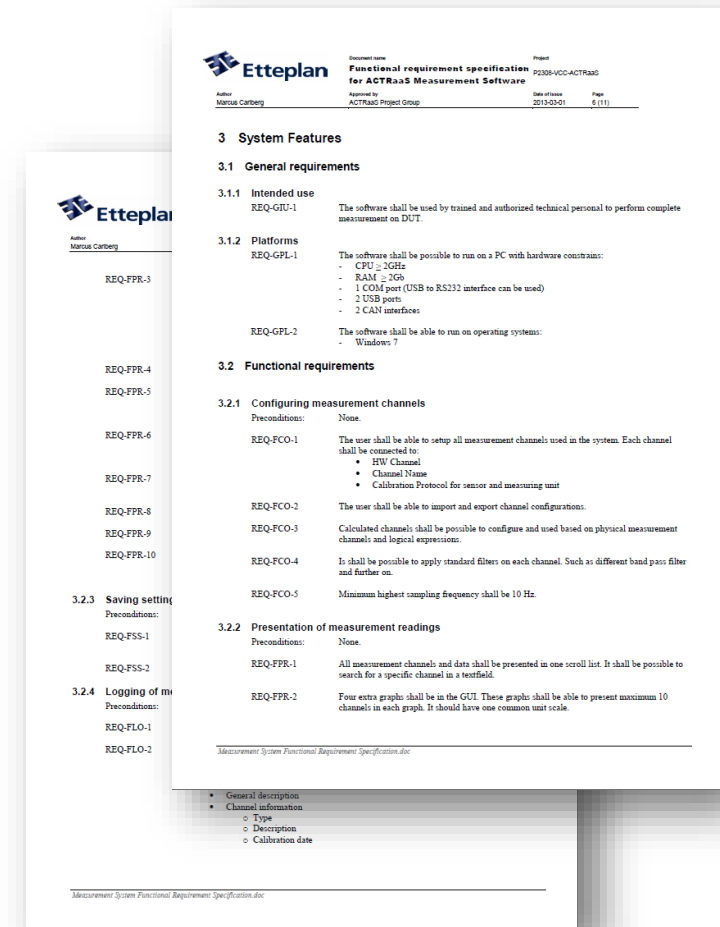 Etteplan
Document name
Project
Functional requirement specification
for ACTRaaS Measurement Software
P2308-VCC-ACTRaaS
Author
Approved by
Date of Issue
Page
Marcus Carlberg
ACTRaaS Project Group
2013-03-01
6 (11)
3 System Features
3.1 General requirements
3.1.1 Intended use
REQ-GIU-1 The software shall be used by trained and authorized technical personal to perform complete
measurement on DUT.
3.1.2 Platforms
REQ-GPL-1 The software shall be possible to run on a PC with hardware constrains:
- CPU ≥ 2GHz
- RAM ≥ 2Gb
- 1 COM port (USB to RS232 interface can be used)
- 2 USB ports
- 2 CAN interfaces
REQ-GPL-2 The software shall be able to run on operating systems:
- Windows 7
3.2 Functional requirements
3.2.1 Configuring measurement channels
Preconditions: None.
REQ-FCO-1 The user shall be able to setup all measurement channels used in the system. Each channel
shall be connected to:
• HW Channel
• Channel Name
• Calibration Protocol for sensor and measuring unit
REQ-FCO-2 The user shall be able to import and export channel configurations.
REQ-FCO-3 Calculated channels shall be possible to configure and used based on physical measurement
channels and logical expressions.
REQ-FCO-4 Is shall be possible to apply standard filters on each channel. Such as different band pass filter
and further on.
REQ-FCO-5 Minimum highest sampling frequency shall be 10 Hz.
3.2.2 Presentation of measurement readings
Preconditions: None.
REQ-FPR-1 All measurement channels and data shall be presented in one scroll list. It shall be possible to
search for a specific channel in a textfield.
REQ-FPR-2 Four extra graphs shall be in the GUI. These graphs shall be able to present maximum 10
channels in each graph. It should have one common unit scale.
Measurement System Functional Requirement Specification.doc
Ettepla
Author
Marcus Carlberg
REQ-FPR-3
REQ-FPR-4
REQ-FPR-5
REQ-FPR-6
REQ-FPR-7
REQ-FPR-8
REQ-FPR-9
REQ-FPR-10
3.2.3 Saving setting
Preconditions:
REQ-FSS-1
REQ-FSS-2
3.2.4 Logging of me
Preconditions:
REQ-FLO-1
REQ-FLO-2
• General description
• Channel information
o Type
o Description
o Calibration date
Measurement System Functional Requirement Specification.doc